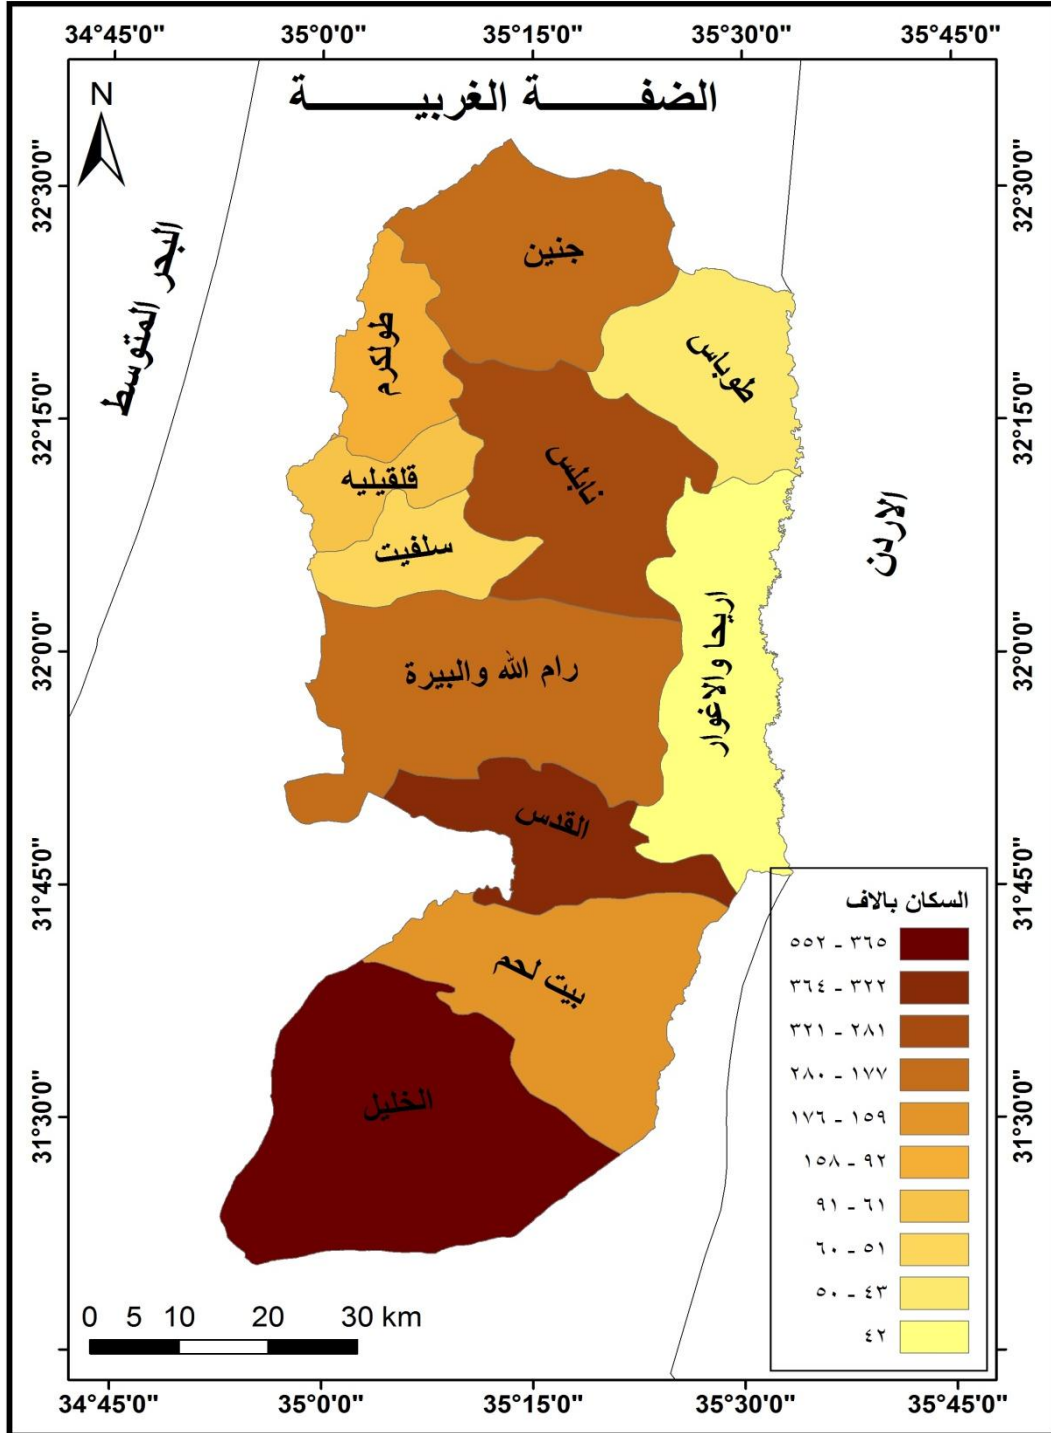 34°45'0" 35°0'0" 35°15'0" 35°30'0" 35°45'0"
الضفة الغربية
N
32°30'0" 32°30'0"
جنين
البحر المتوسط
طولكرم
طوباس
32°15'0" 32°15'0"
نابلس
قلقيليه
سلفيت
الاردن
اريحا والاغوار
32°0'0" 32°0'0"
رام الله والبيرة
القدس
31°45'0" 31°45'0"
بيت لحم
الخليل
31°30'0" 31°30'0"
السكان بالاف
٣٦٥ - ٥٥٢
٣٢٢ - ٣٦٤
٢٨١ - ٣٢١
١٧٧ - ٢٨٠
١٥٩ - ١٧٦
٩٢ - ١٥٨
٦١ - ٩١
٥١ - ٦٠
٤٣ - ٥٠
٤٢
0 5 10 20 30 km
34°45'0" 35°0'0" 35°15'0" 35°30'0" 35°45'0"